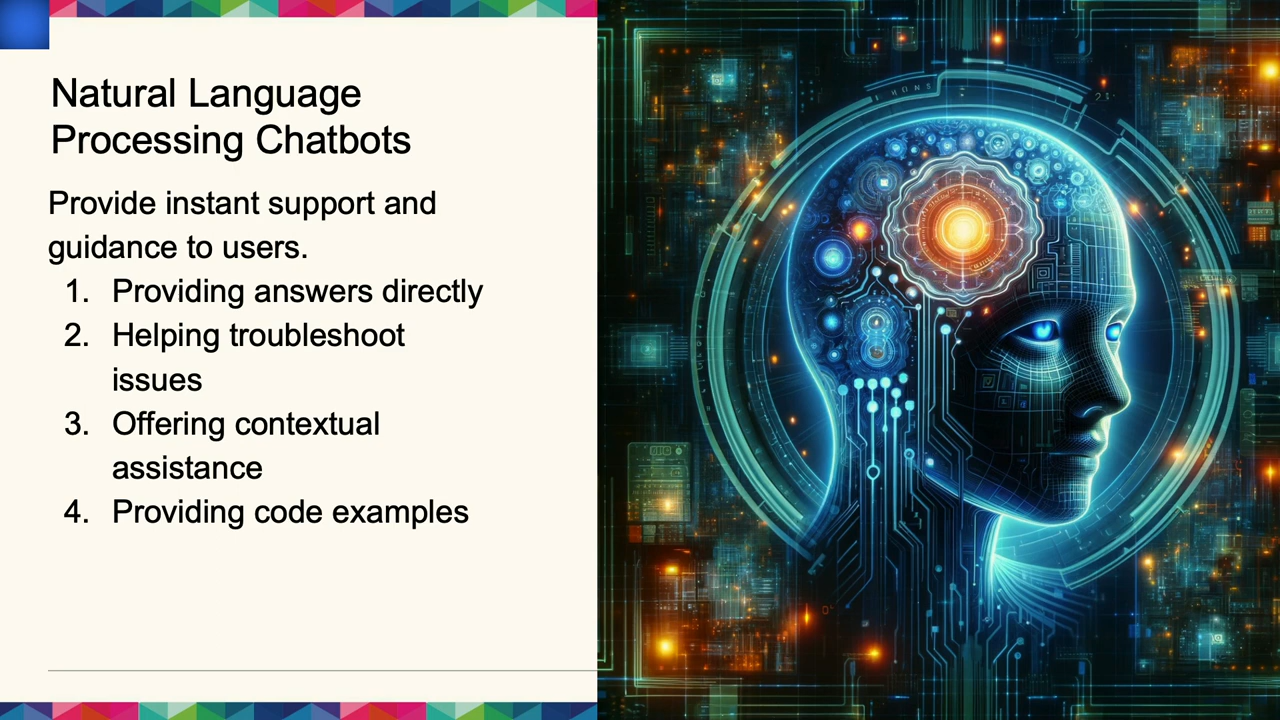 Natural Language
Processing Chatbots
Provide instant support and
guidance to users.
1. Providing answers directly
2. Helping troubleshoot
issues
3. Offering contextual
assistance
4. Providing code examples